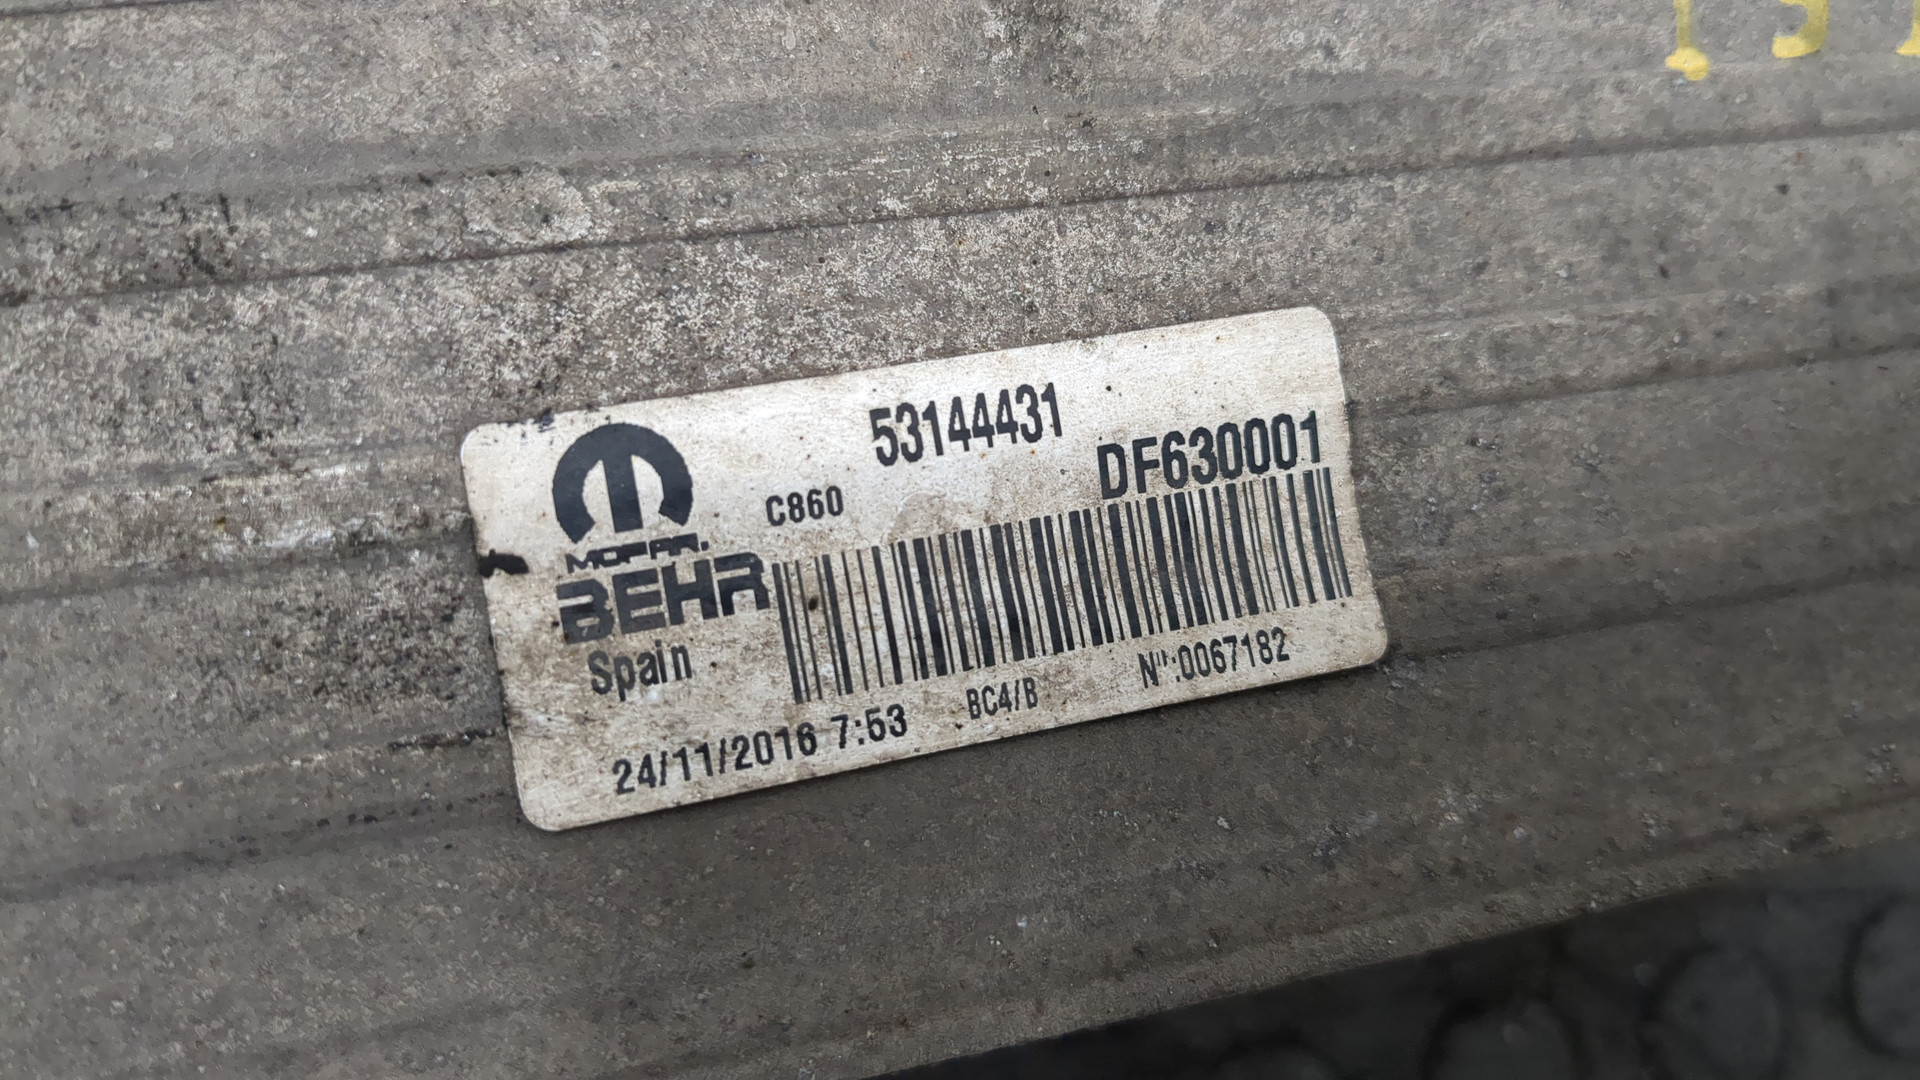 53144431
DF630001
C860
MOPAR.
BEHR
Spain
24/11/2016 7:53
BC4/B
N":0067182